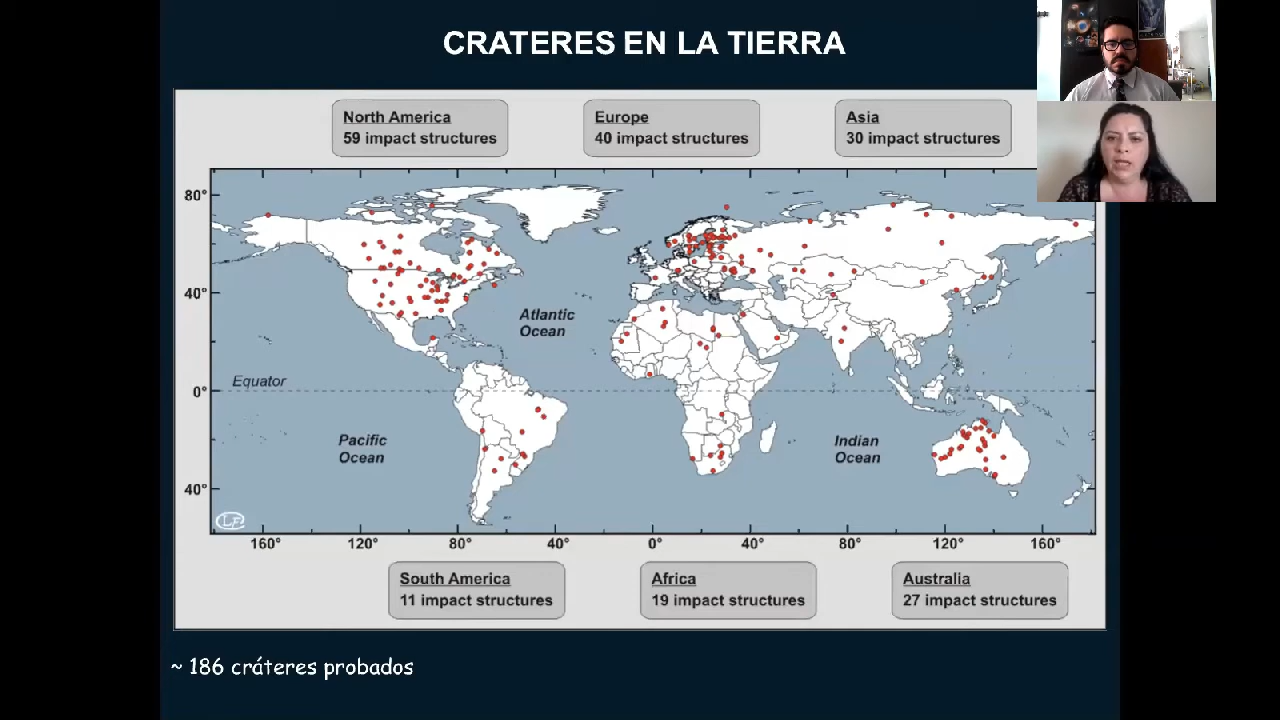 CRATERES EN LA TIERRA
North America
59 impact structures
Europe
40 impact structures
Asia
30 impact structures
80°
40°
0°
40°
Atlantic
Ocean
Equator
Pacific
Ocean
Indian
Ocean
160°
120°
80°
40°
0°
40°
80°
120°
160°
South America
11 impact structures
Africa
19 impact structures
Australia
27 impact structures
~ 186 cráteres probados